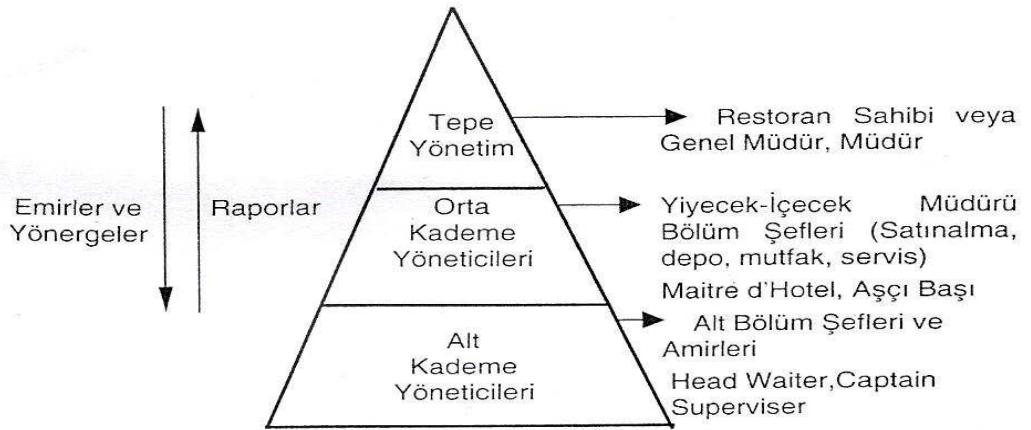 Emirler ve
Yönergeler
Raporlar
Tepe
Yönetim
Orta
Kademe
Yöneticileri
Alt
Kademe
Yöneticileri
Restoran Sahibi veya
Genel Müdür, Müdür
Yiyecek-İçecek Müdürü
Bölüm Şefleri (Satınalma,
depo, mutfak, servis)
Maitre d'Hotel, Aşçı Başı
Alt Bölüm Şefleri ve
Amirleri
Head Waiter,Captain
Superviser